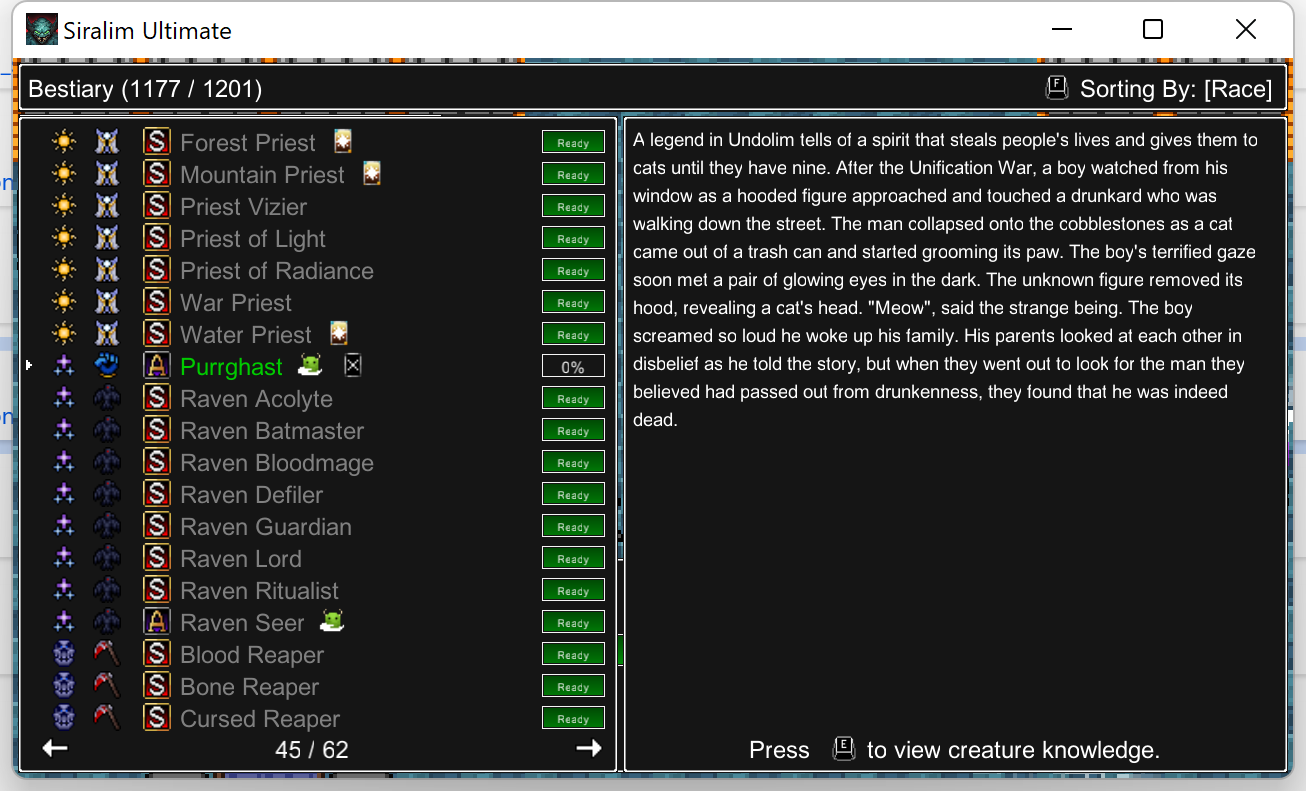 Siralim Ultimate
Bestiary (1177 / 1201)
F Sorting By: [Race]
S Forest Priest Ready
S Mountain Priest Ready
S Priest Vizier Ready
S Priest of Light Ready
S Priest of Radiance Ready
S War Priest Ready
S Water Priest Ready
A Purrghast 0%
S Raven Acolyte Ready
S Raven Batmaster Ready
S Raven Bloodmage Ready
S Raven Defiler Ready
S Raven Guardian Ready
S Raven Lord Ready
S Raven Ritualist Ready
A Raven Seer Ready
S Blood Reaper Ready
S Bone Reaper Ready
S Cursed Reaper Ready
45 / 62
A legend in Undolim tells of a spirit that steals people's lives and gives them to
cats until they have nine. After the Unification War, a boy watched from his
window as a hooded figure approached and touched a drunkard who was
walking down the street. The man collapsed onto the cobblestones as a cat
came out of a trash can and started grooming its paw. The boy's terrified gaze
soon met a pair of glowing eyes in the dark. The unknown figure removed its
hood, revealing a cat's head. "Meow", said the strange being. The boy
screamed so loud he woke up his family. His parents looked at each other in
disbelief as he told the story, but when they went out to look for the man they
believed had passed out from drunkenness, they found that he was indeed
dead.
Press E to view creature knowledge.